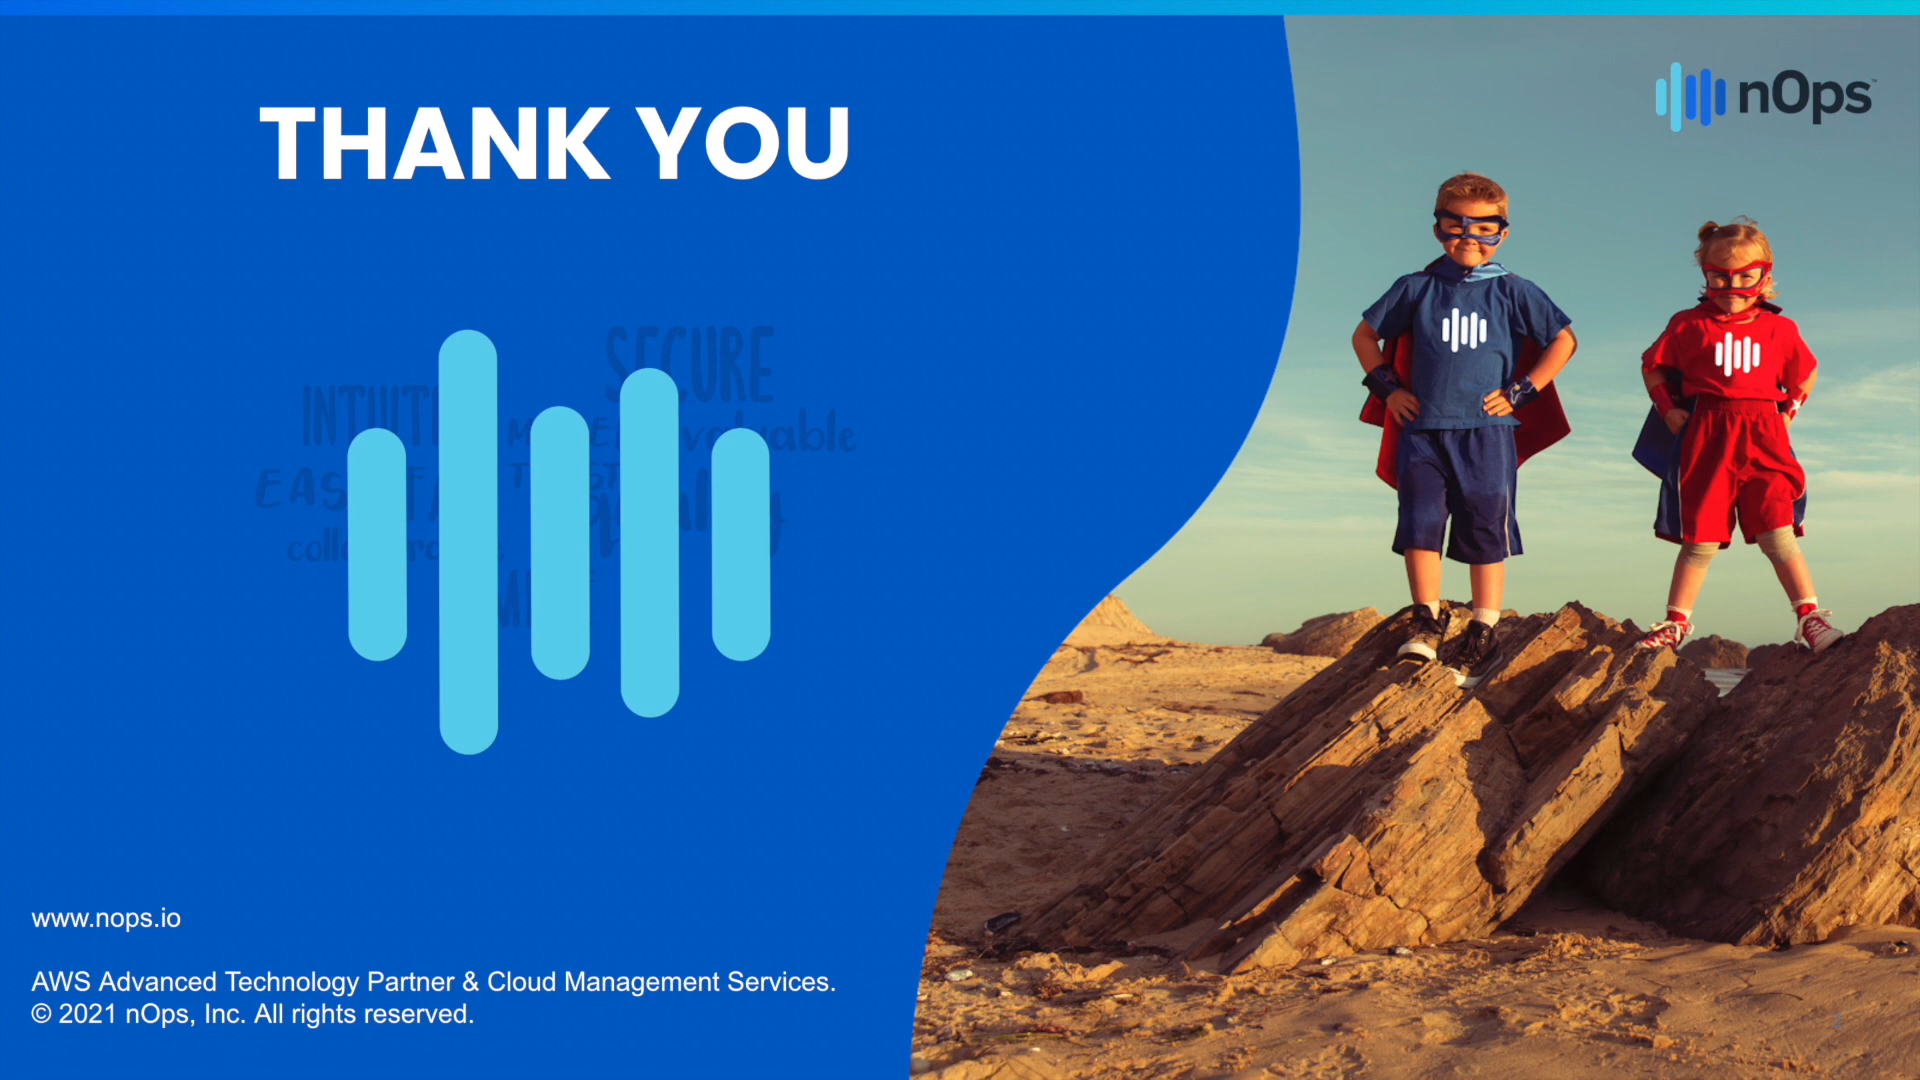 THANK YOU
nOps™
SECURE
www.nops.io
AWS Advanced Technology Partner & Cloud Management Services.
© 2021 nOps, Inc. All rights reserved.